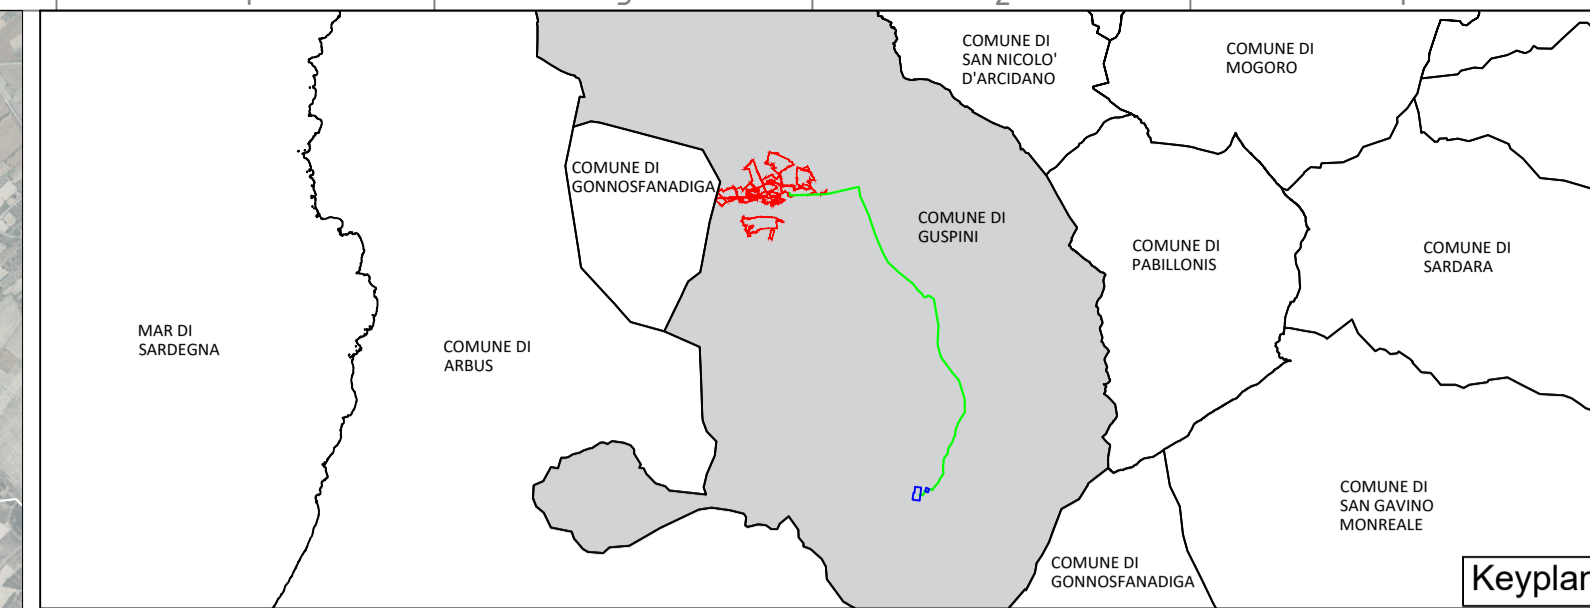 COMUNE DI
SAN NICOLO'
D'ARCIDANO
COMUNE DI
MOGORO
COMUNE DI
GONNOSFANADIGA
COMUNE DI
GUSPINI
COMUNE DI
PABILLONIS
COMUNE DI
SARDARA
MAR DI
SARDEGNA
COMUNE DI
ARBUS
COMUNE DI
SAN GAVINO
MONREALE
COMUNE DI
GONNOSFANADIGA
Keyplan